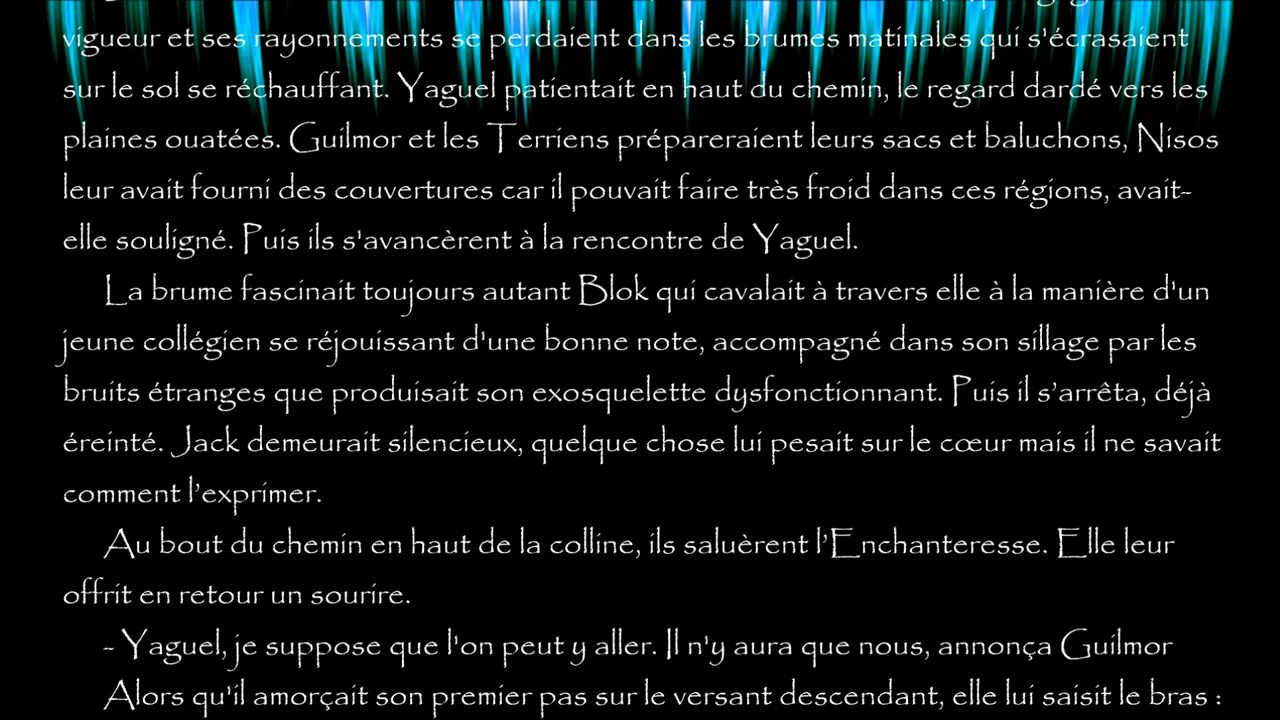 vigueur et ses rayonnements se perdaient dans les brumes matinales qui s'écrasaient
sur le sol se réchauffant. Yaguel patientait en haut du chemin, le regard dardé vers les
plaines ouatées. Guilmor et les Terriens prépareraient leurs sacs et baluchons, Nisos
leur avait fourni des couvertures car il pouvait faire très froid dans ces régions, avait-
elle souligné. Puis ils s'avancèrent à la rencontre de Yaguel.
La brume fascinait toujours autant Blok qui cavalait à travers elle à la manière d'un
jeune collégien se réjouissant d'une bonne note, accompagné dans son sillage par les
bruits étranges que produisait son exosquelette dysfonctionnant. Puis il s’arrêta, déjà
éreinté. Jack demeurait silencieux, quelque chose lui pesait sur le cœur mais il ne savait
comment l’exprimer.
Au bout du chemin en haut de la colline, ils saluèrent l’Enchanteresse. Elle leur
offrit en retour un sourire.
- Yaguel, je suppose que l'on peut y aller. Il n'y aura que nous, annonça Guilmor
Alors qu'il amorçait son premier pas sur le versant descendant, elle lui saisit le bras :